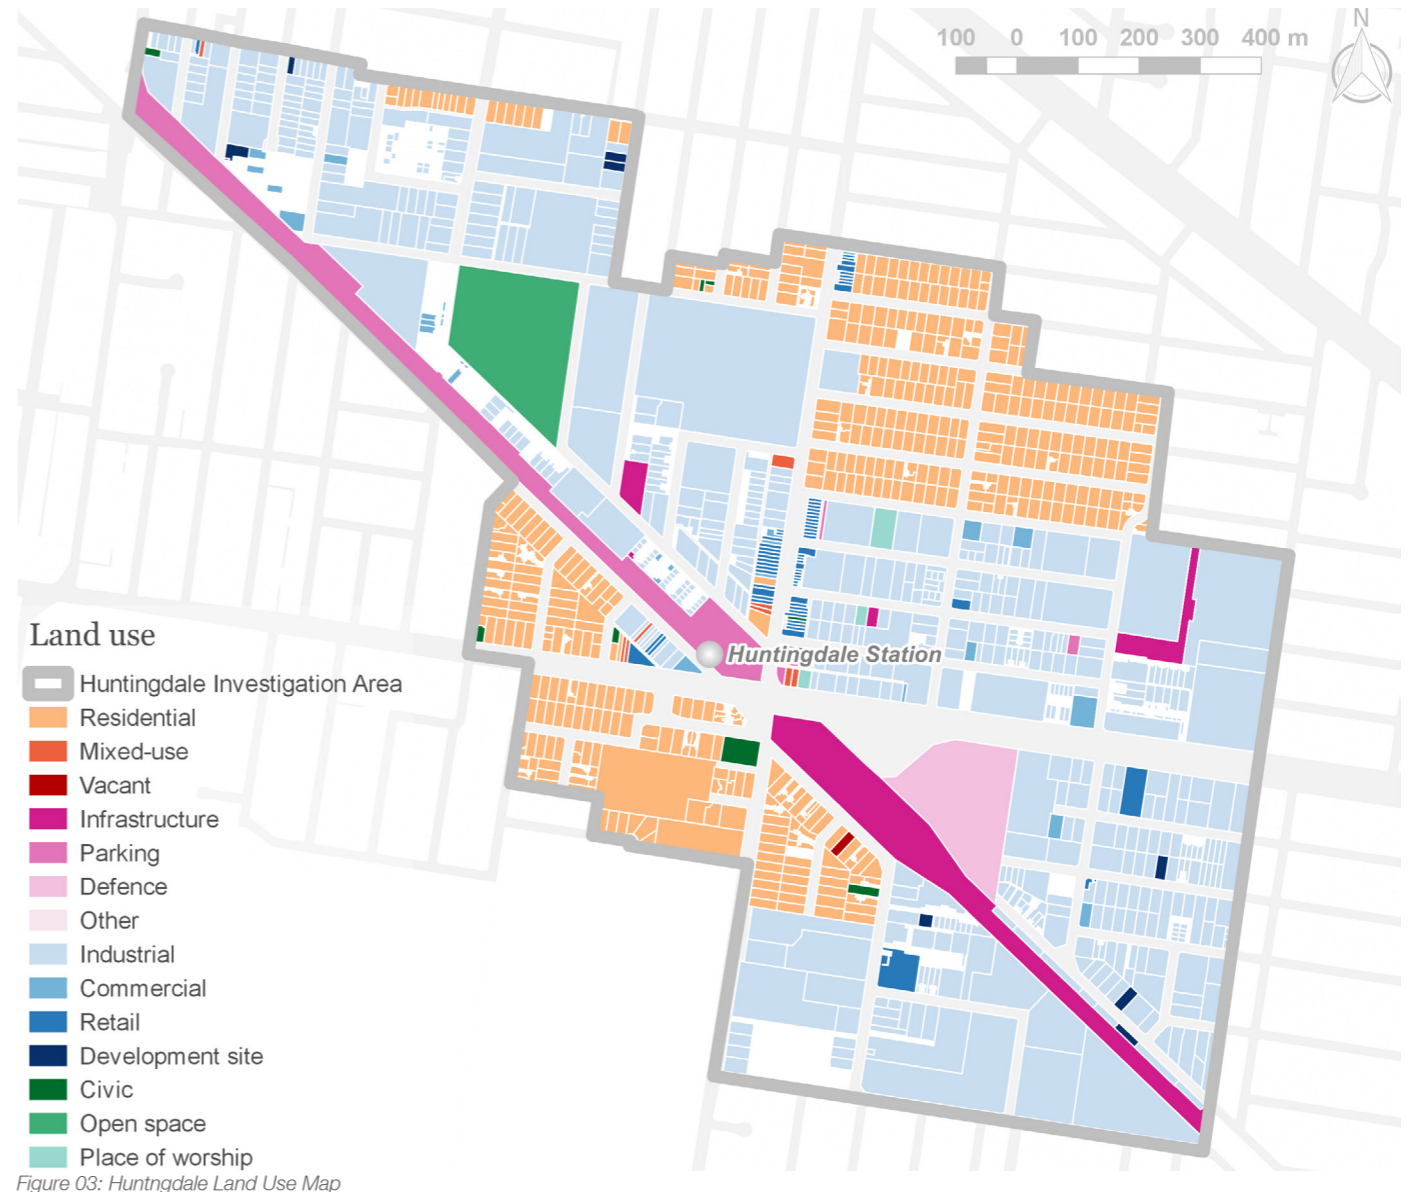 100 0 100 200 300 400 m
N
Huntingdale Station
Land use
Huntingdale Investigation Area
Residential
Mixed-use
Vacant
Infrastructure
Parking
Defence
Other
Industrial
Commercial
Retail
Development site
Civic
Open space
Place of worship
Figure 03: Huntngdale Land Use Map